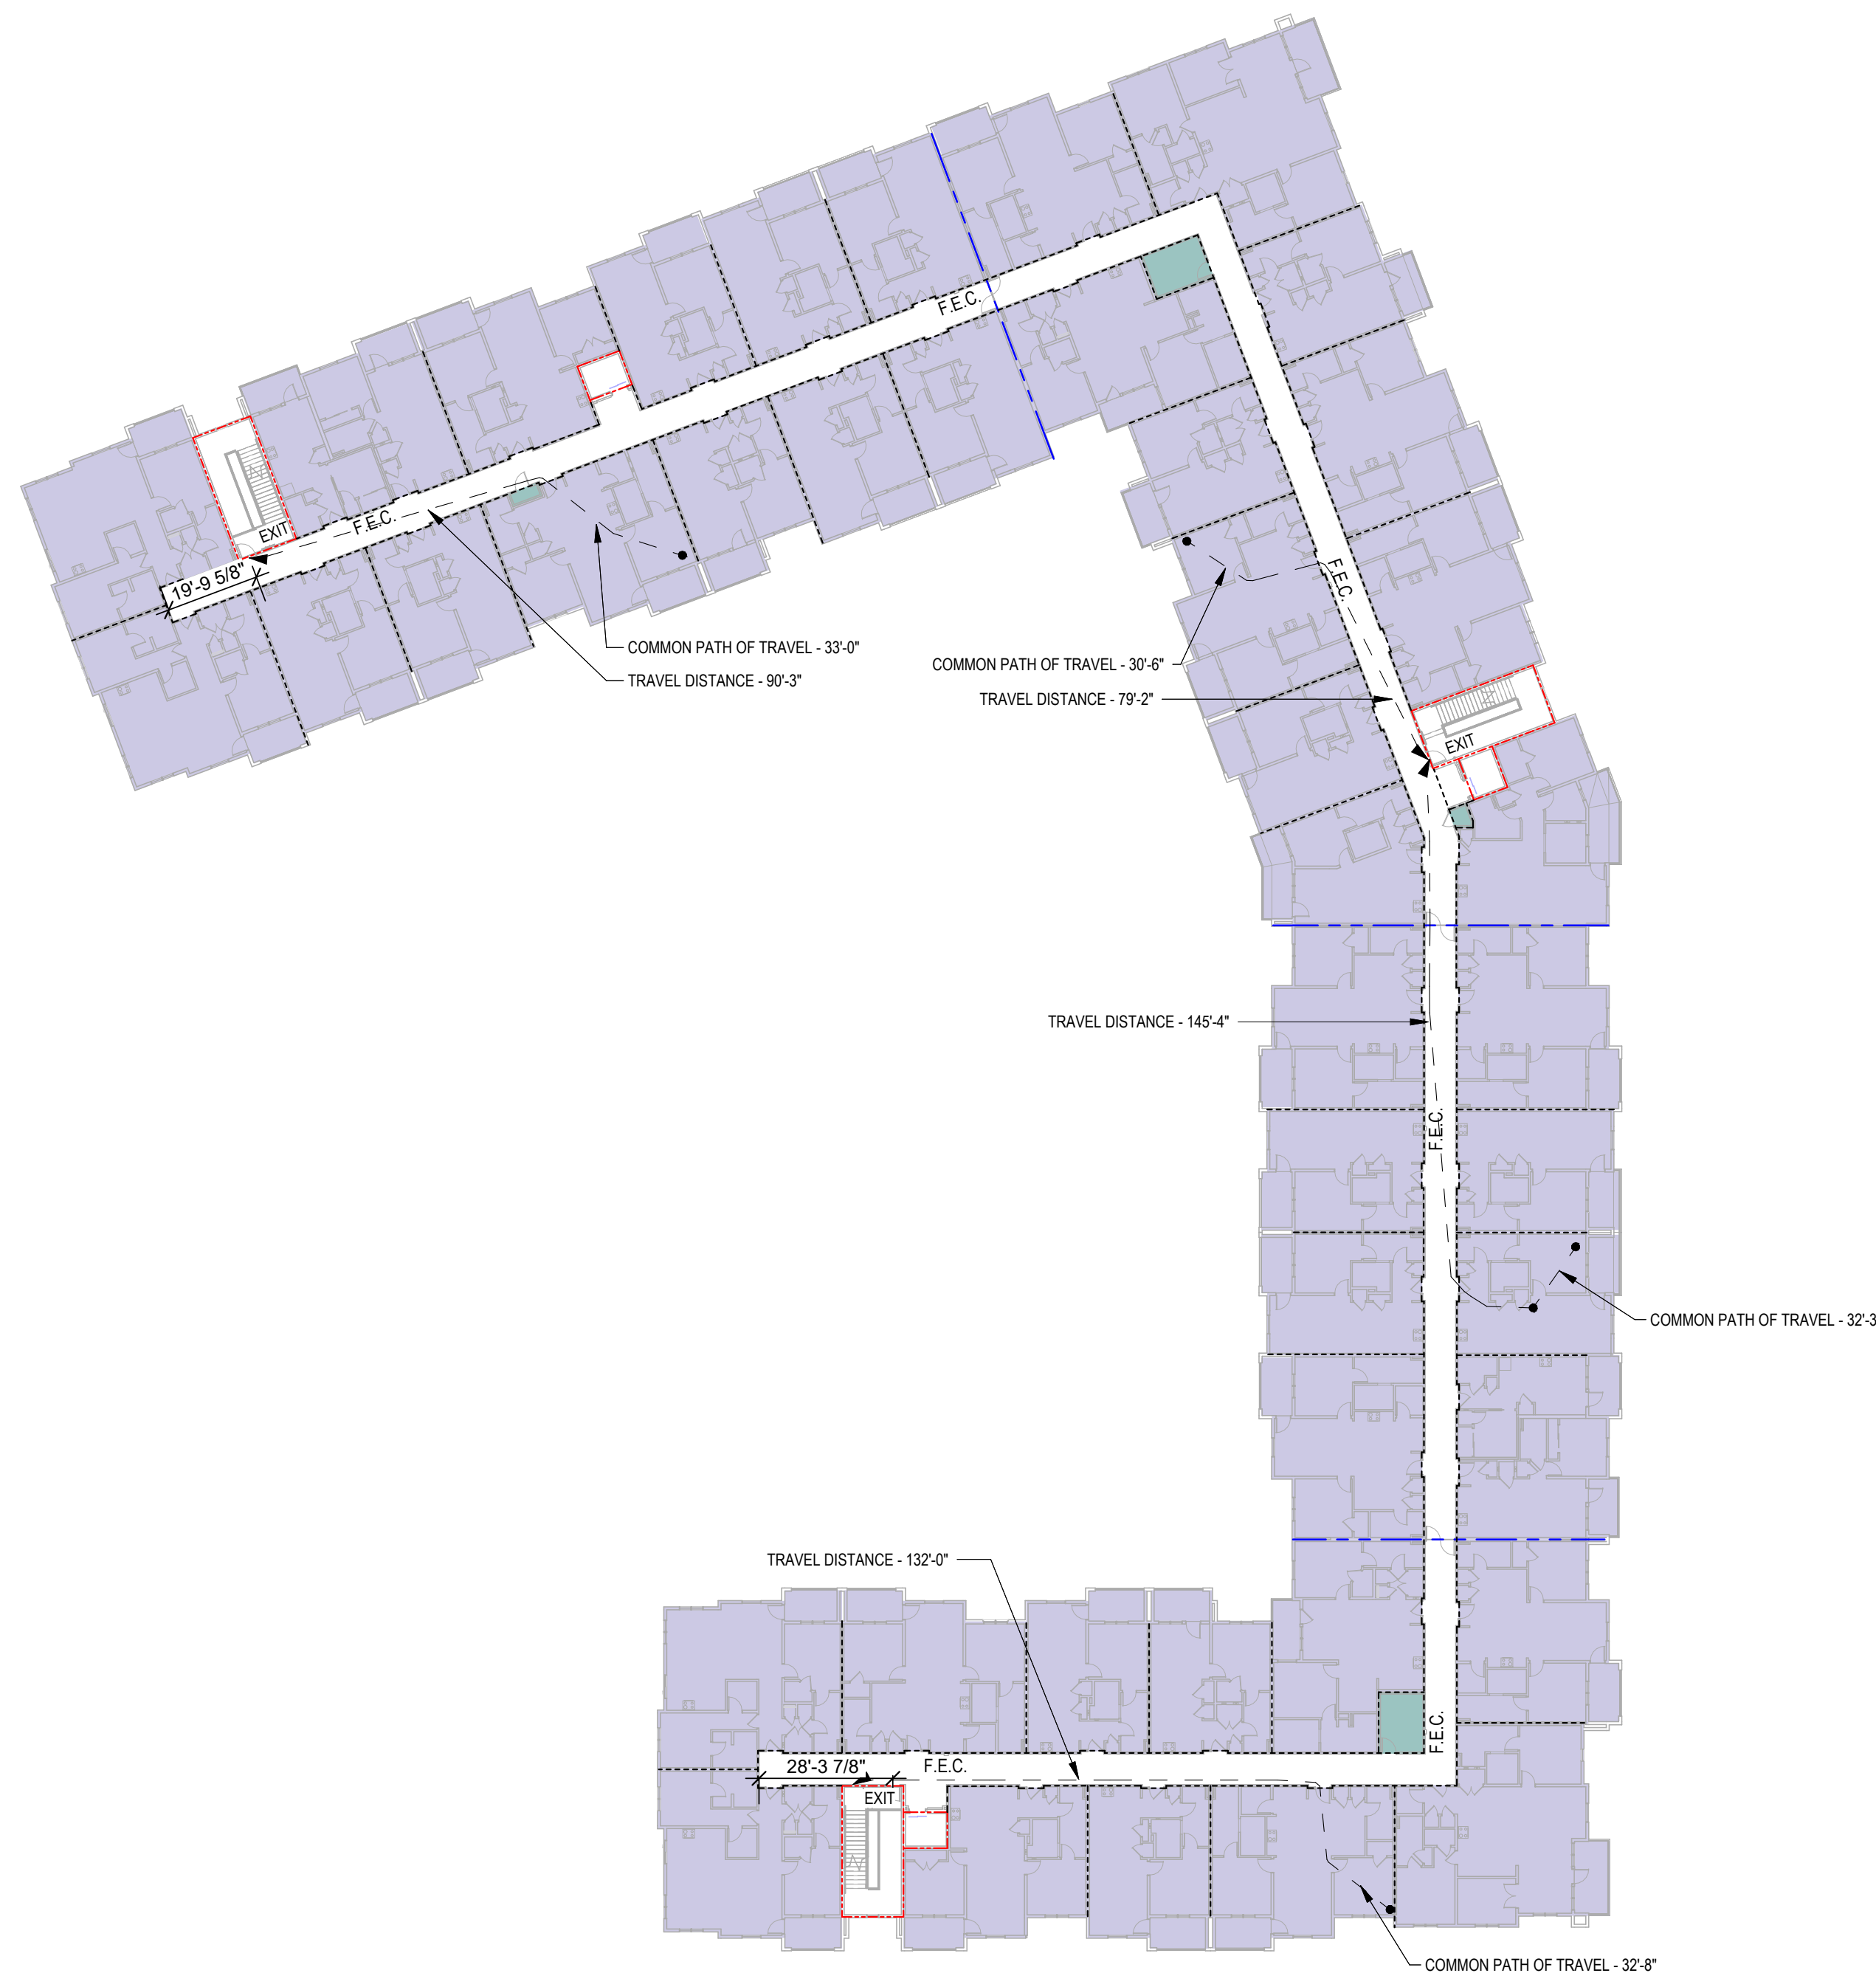 F.E.C.
EXIT
F.E.C.
19'-9 5/8"
F.E.C.
COMMON PATH OF TRAVEL - 33'-0"
TRAVEL DISTANCE - 90'-3"
COMMON PATH OF TRAVEL - 30'-6"
TRAVEL DISTANCE - 79'-2"
EXIT
TRAVEL DISTANCE - 145'-4"
F.E.C.
COMMON PATH OF TRAVEL - 32'-3
TRAVEL DISTANCE - 132'-0"
F.E.C.
28'-3 7/8"
F.E.C.
EXIT
COMMON PATH OF TRAVEL - 32'-8"